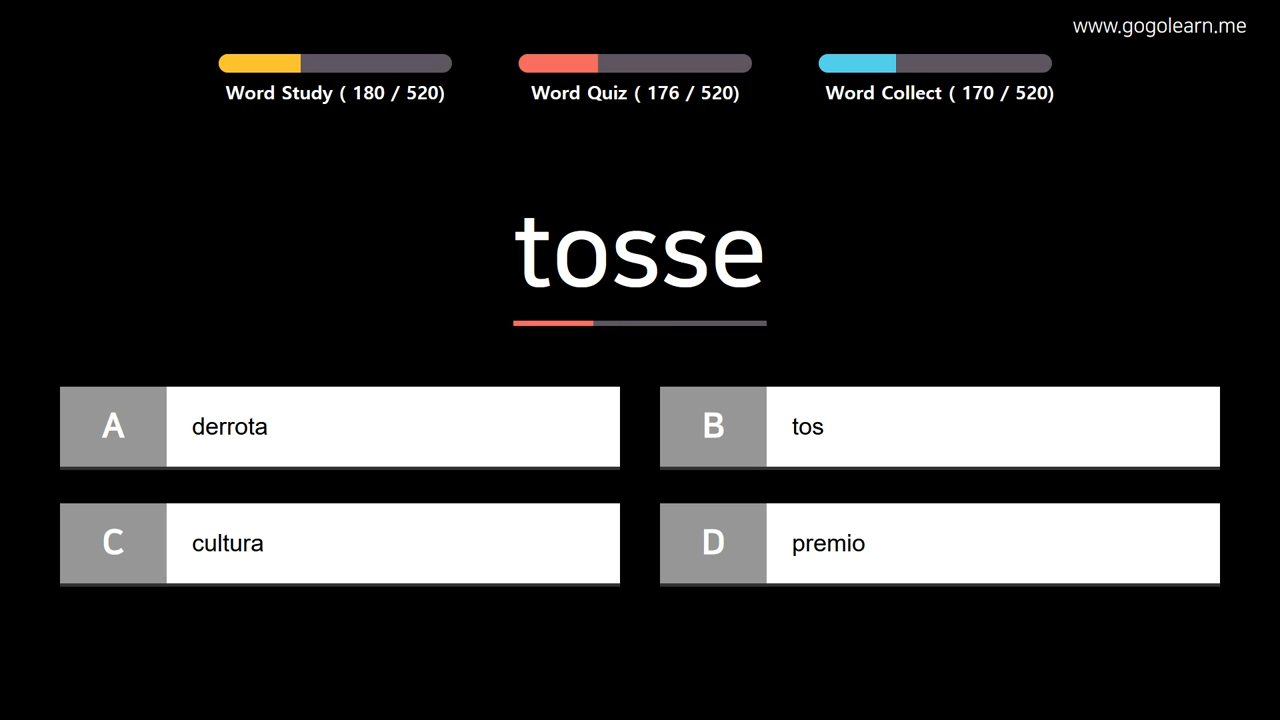 www.gogolearn.me
Word Study ( 180 / 520)
Word Quiz ( 176 / 520)
Word Collect ( 170 / 520)
tosse
A derrota
B tos
C cultura
D premio